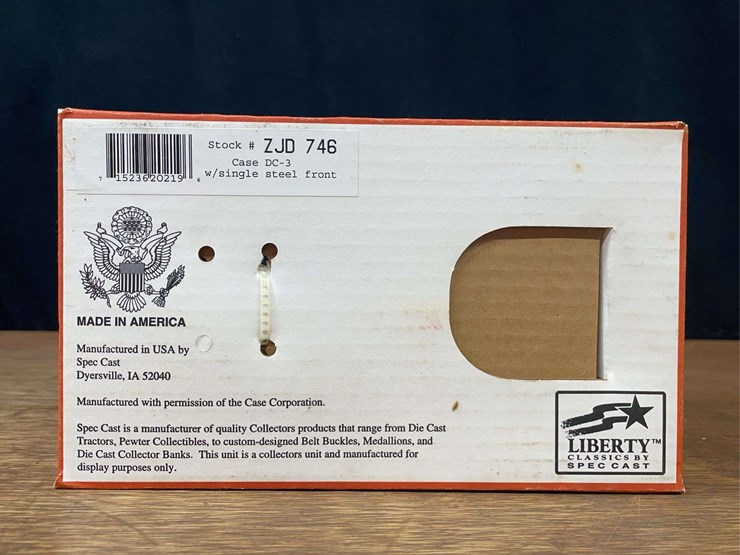 Stock # ZJD 746
Case DC-3
w/single steel front
7 1523620219 6
MADE IN AMERICA
Manufactured in USA by
Spec Cast
Dyersville, IA 52040
Manufactured with permission of the Case Corporation.
Spec Cast is a manufacturer of quality Collectors products that range from Die Cast
Tractors, Pewter Collectibles, to custom-designed Belt Buckles, Medallions, and
Die Cast Collector Banks. This unit is a collectors unit and manufactured for
display purposes only.
LIBERTY™
CLASSICS BY
SPEC CAST